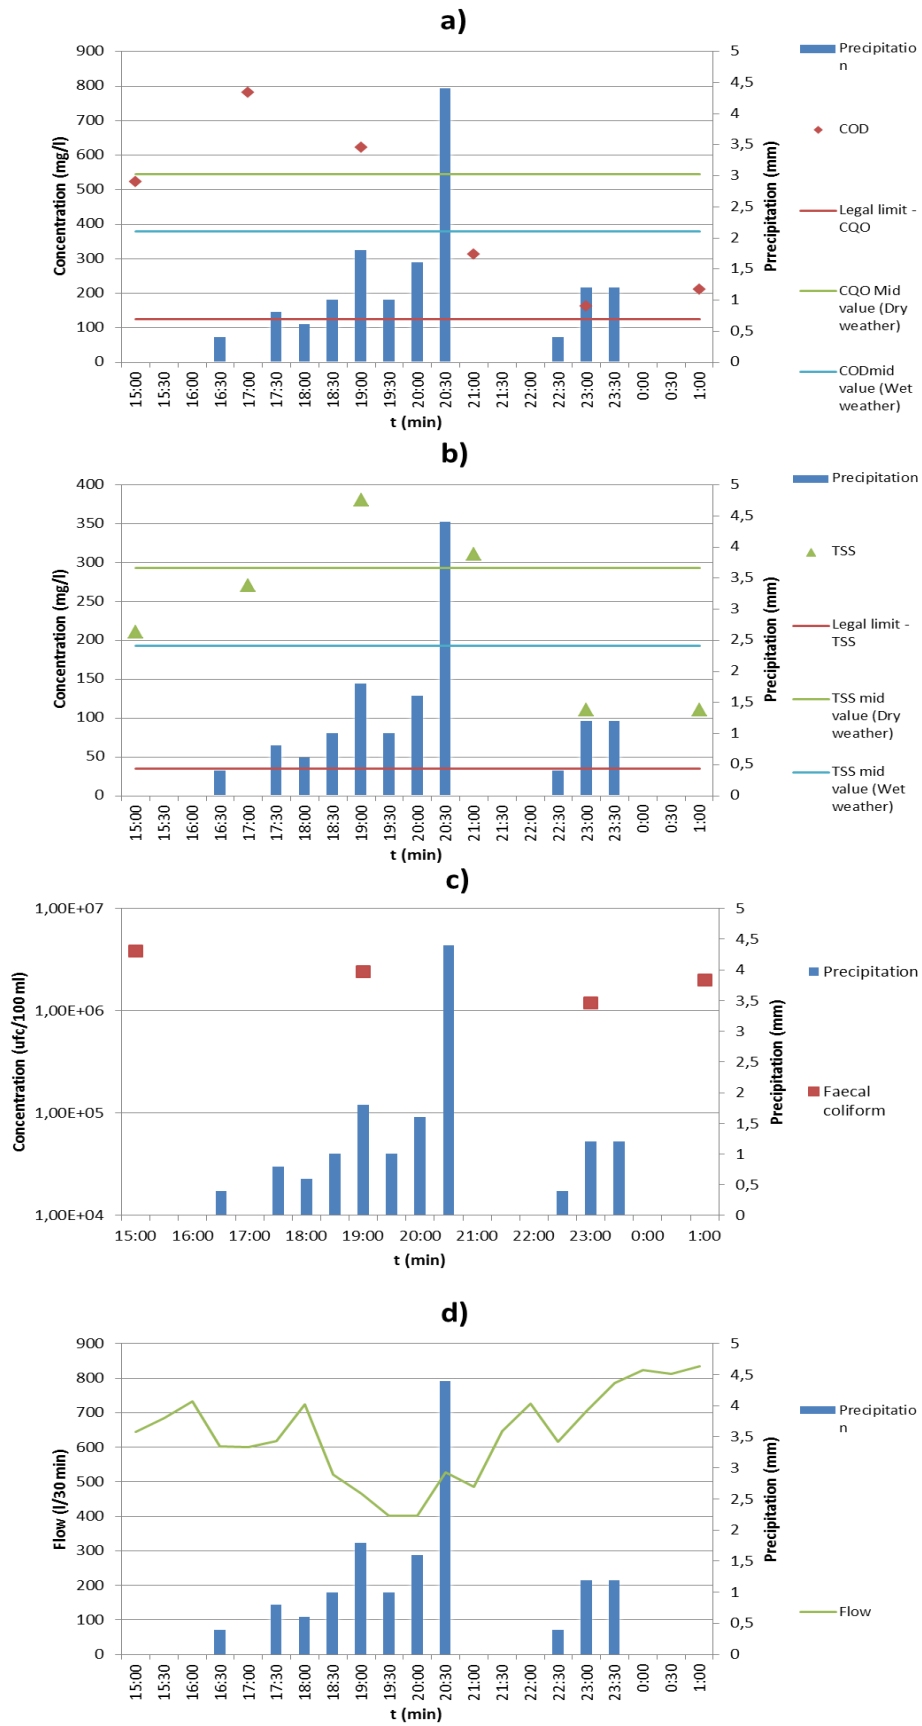 a)
900
800
700
600
500
400
300
200
100
0
Concentration (mg/l)
5
4,5
4
3,5
3
2,5
2
1,5
1
0,5
0
Prrecipitation (mm)
15:00
15:30
16:00
16:30
17:00
17:30
18:00
18:30
19:00
19:30
20:00
20:30
21:00
21:30
22:00
22:30
23:00
23:30
0:00
0:30
1:00
t (min)
Precipitatio
n
COD
Legal limit -
CQO
CQO Mid
value (Dry
weather)
CODmid
value (Wet
weather)
b)
400
350
300
250
200
150
100
50
0
Concentration (mg/l)
5
4,5
4
3,5
3
2,5
2
1,5
1
0,5
0
Precipitation (mm)
15:00
15:30
16:00
16:30
17:00
17:30
18:00
18:30
19:00
19:30
20:00
20:30
21:00
21:30
22:00
22:30
23:00
23:30
0:00
0:30
1:00
t (min)
Precipitation
TSS
Legal limit -
TSS
TSS mid
value (Dry
weather)
TSS mid
value (Wet
weather)
c)
1,00E+07
1,00E+06
1,00E+05
1,00E+04
Concentration (ufc/100 ml)
5
4,5
4
3,5
3
2,5
2
1,5
1
0,5
0
Precipitation (mm)
15:00 16:00 17:00 18:00 19:00 20:00 21:00 22:00 23:00 0:00 1:00
t (min)
Precipitation
Faecal
coliform
d)
900
800
700
600
500
400
300
200
100
0
Flow (l/30 min)
5
4,5
4
3,5
3
2,5
2
1,5
1
0,5
0
Precipitation (mm)
15:00
15:30
16:00
16:30
17:00
17:30
18:00
18:30
19:00
19:30
20:00
20:30
21:00
21:30
22:00
22:30
23:00
23:30
0:00
0:30
1:00
t (min)
Precipitatio
n
Flow